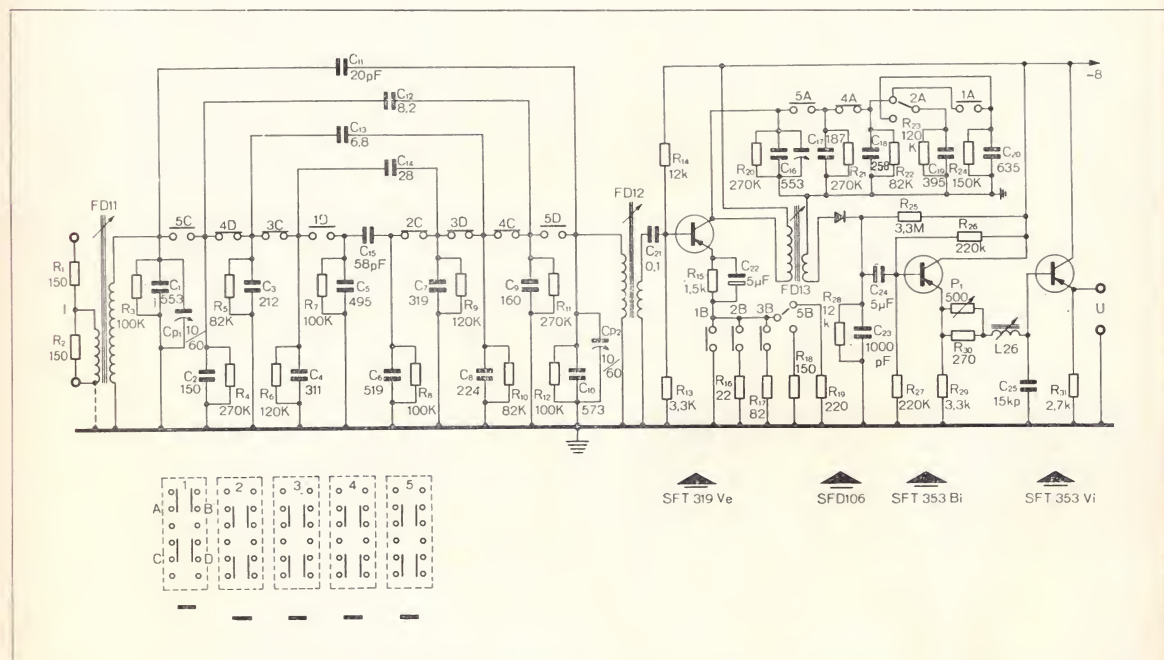 C11
20pF
C12
8,2
C13
6,8
C14
28
-8
5A
4A
2A
1A
R23
120
K
R14
12k
R20
270K
C16
553
C17
187
R21
270K
C18
258
R22
82K
C19
395
R24
150K
C20
635
FD11
5C
4D
3C
1D
C15
58pF
2C
3D
4C
5D
FD12
C21
0,1
R1
150
I
R2
150
R3
100K
C1
553
Cp1
10
/60
R5
82K
C3
212
R7
100K
C5
495
C7
319
R9
120K
C9
160
R11
270K
Cp2
10
/60
C2
150
R4
270K
R6
120K
C4
311
C6
519
R8
100K
C8
224
R10
82K
R12
100K
C10
573
R13
3,3K
R15
1,5k
C22
5µF
1B
2B
3B
5B
R16
22
R17
82
R18
150
R19
220
FD13
R25
3,3M
R26
220k
R28
12
k
C24
5µF
C23
1000
pF
R27
220K
P1
500
R30
270
R29
3,3k
L26
C25
15kp
R31
2,7k
U
SFT 319 Ve
SFD106
SFT 353 Bi
SFT 353 Vi
1
2
3
4
5
A
B
C
D